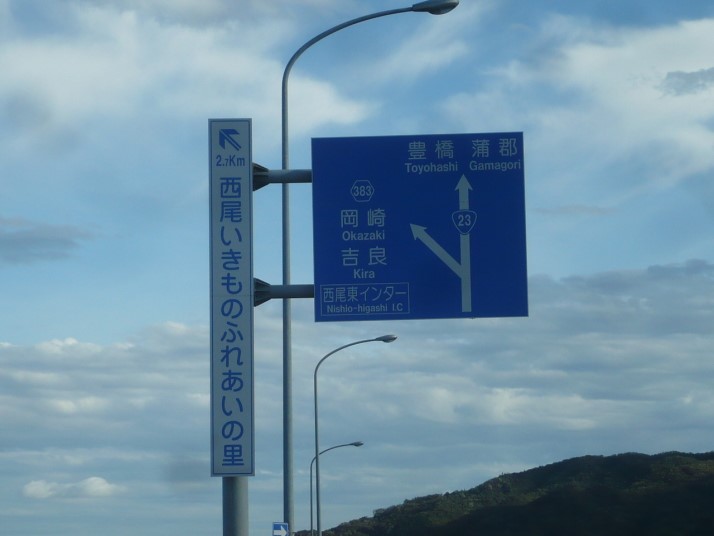 2.7Km
西尾いきものふれあいの里
豊橋 蒲郡
Toyohashi Gamagori
383
23
岡崎
Okazaki
吉良
Kira
西尾東インター
Nishio-higashi I.C